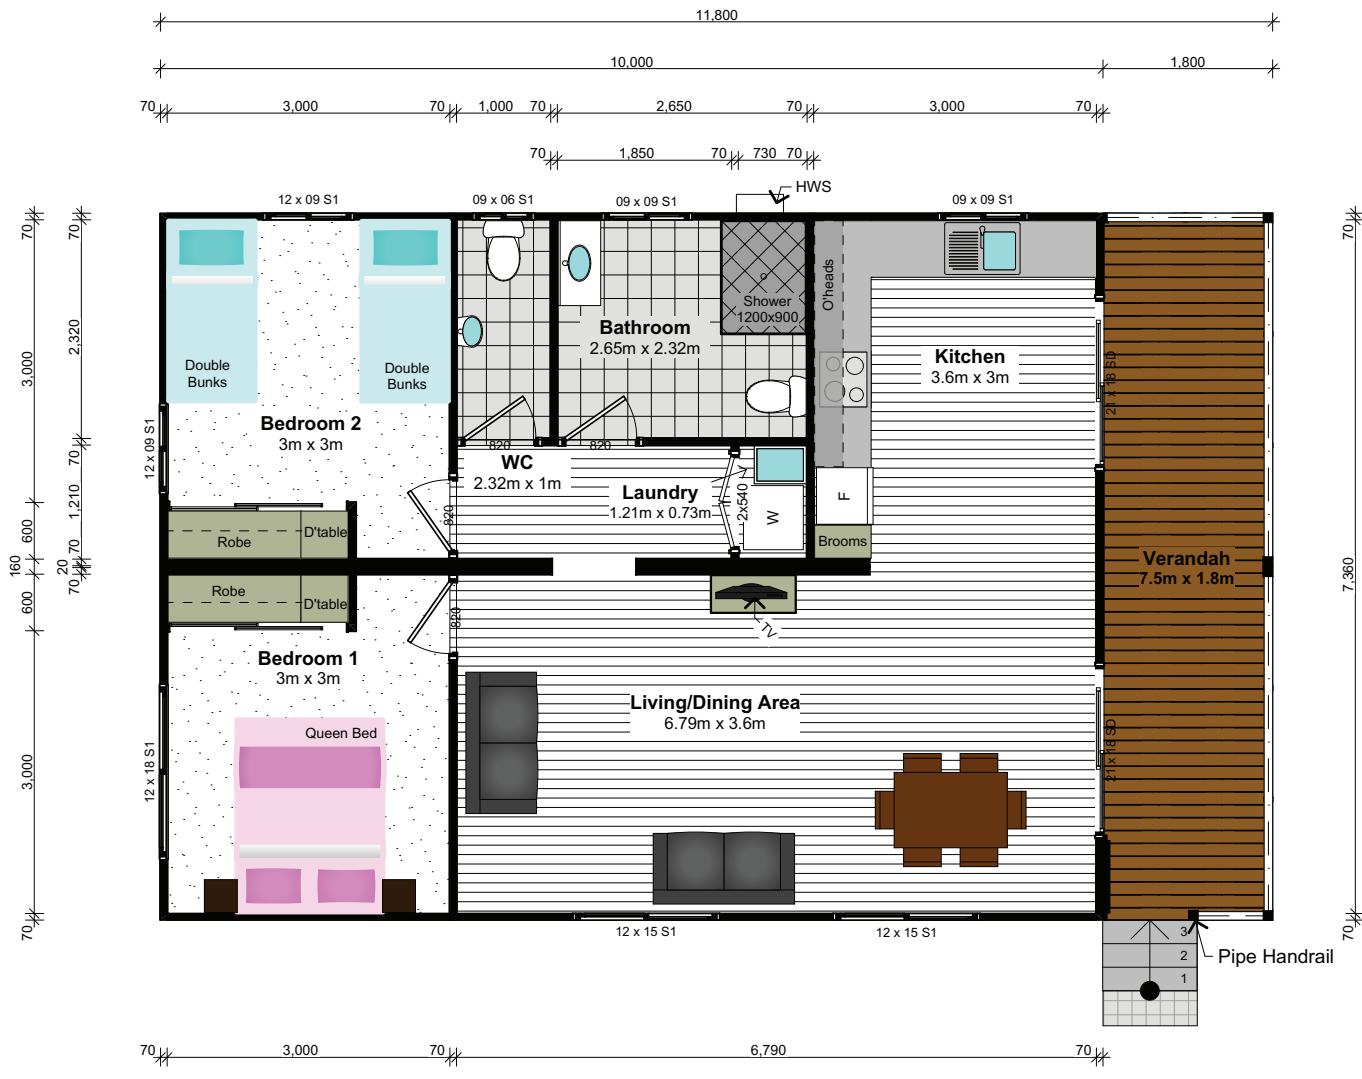 11,800
10,000
1,800
70
3,000
70
1,000
70
2,650
70
3,000
70
70
1,850
70
730
70
HWS
12 x 09 S1
09 x 06 S1
09 x 09 S1
09 x 09 S1
70
3,000
160
600
600
3,000
70
70
2,320
70
1,210
70
20
70
70
7,360
70
12 x 09 S1
12 x 18 S1
Double
Bunks
Double
Bunks
Bedroom 2
3m x 3m
Robe
D'table
Robe
D'table
Bedroom 1
3m x 3m
Queen Bed
820
820
820
820
Bathroom
2.65m x 2.32m
Shower
1200x900
WC
2.32m x 1m
Laundry
1.21m x 0.73m
2x540
W
O'heads
F
Brooms
Kitchen
3.6m x 3m
21 x 18 SD
21 x 18 SD
Verandah
7.5m x 1.8m
TV
Living/Dining Area
6.79m x 3.6m
12 x 15 S1
12 x 15 S1
3
2
1
Pipe Handrail
70
3,000
70
6,790
70